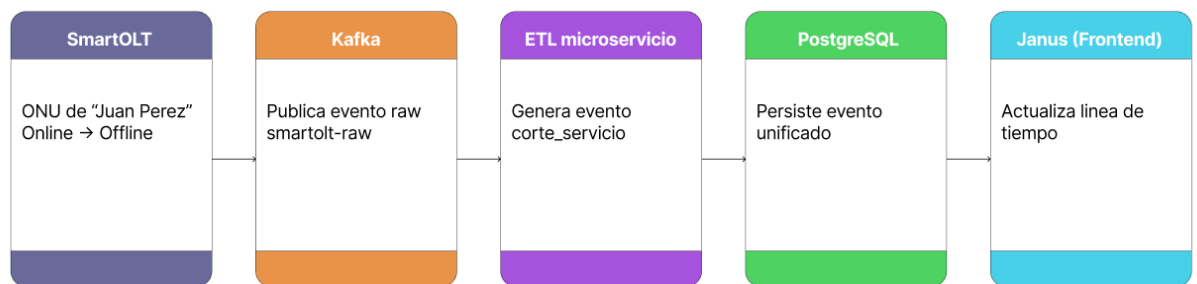 SmartOLT
ONU de “Juan Perez”
Online → Offline
Kafka
Publica evento raw
smartolt-raw
ETL microservicio
Genera evento
corte_servicio
PostgreSQL
Persiste evento
unificado
Janus (Frontend)
Actualiza linea de
tiempo